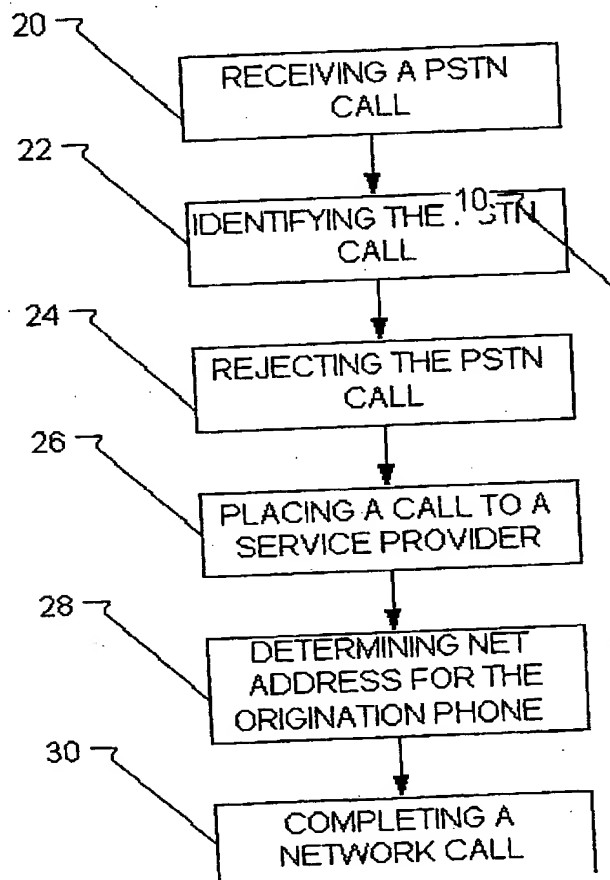 20
RECEIVING A PSTN
CALL
22
10
IDENTIFYING THE STN
CALL
24
REJECTING THE PSTN
CALL
26
PLACING A CALL TO A
SERVICE PROVIDER
28
DETERMINING NET
ADDRESS FOR THE
ORIGINATION PHONE
30
COMPLETING A
NETWORK CALL